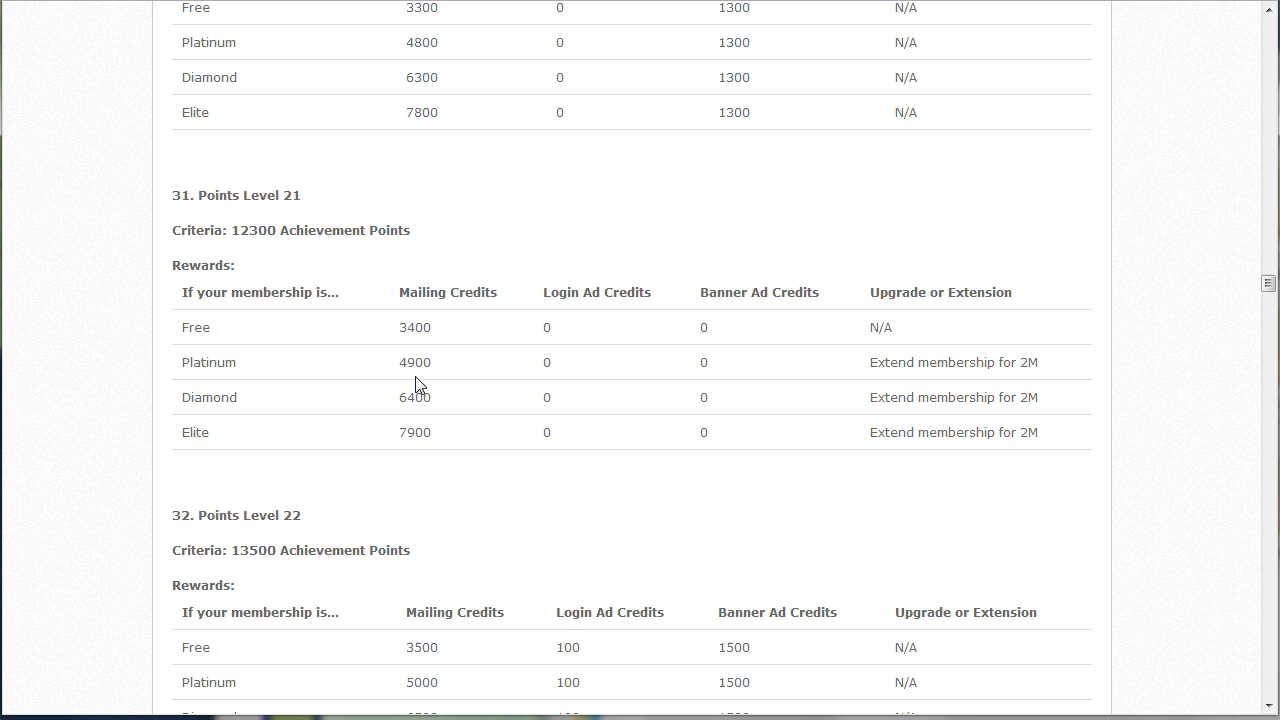 Free 3300 0 1300 N/A
Platinum 4800 0 1300 N/A
Diamond 6300 0 1300 N/A
Elite 7800 0 1300 N/A
31. Points Level 21
Criteria: 12300 Achievement Points
Rewards:
If your membership is... Mailing Credits Login Ad Credits Banner Ad Credits Upgrade or Extension
Free 3400 0 0 N/A
Platinum 4900 0 0 Extend membership for 2M
Diamond 6400 0 0 Extend membership for 2M
Elite 7900 0 0 Extend membership for 2M
32. Points Level 22
Criteria: 13500 Achievement Points
Rewards:
If your membership is... Mailing Credits Login Ad Credits Banner Ad Credits Upgrade or Extension
Free 3500 100 1500 N/A
Platinum 5000 100 1500 N/A